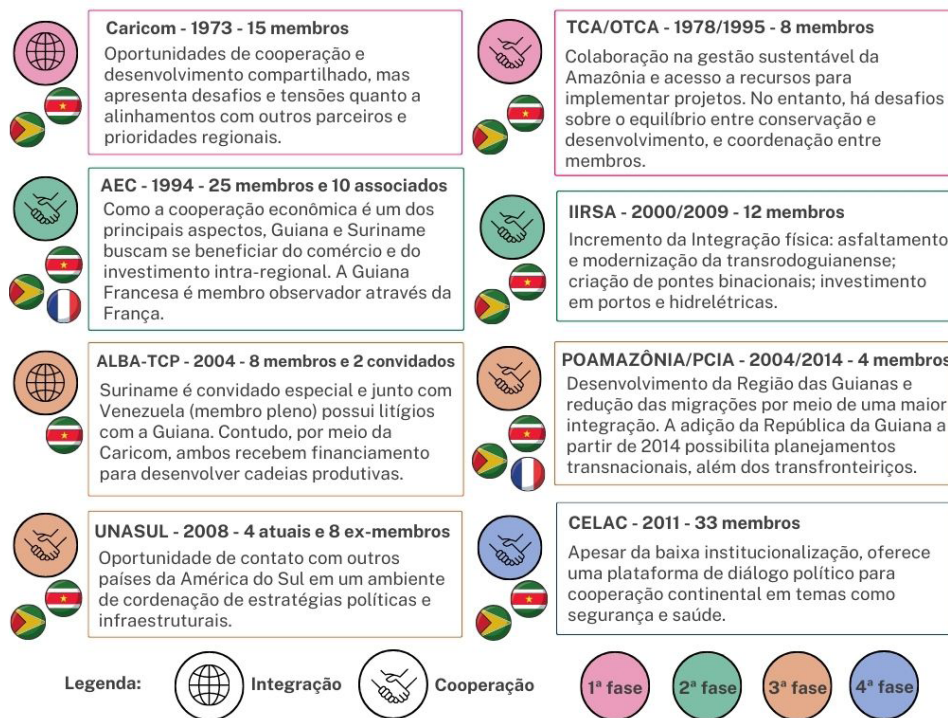 Caricom - 1973 - 15 membros
Oportunidades de cooperação e
desenvolvimento compartilhado, mas
apresenta desafios e tensões quanto a
alinhamentos com outros parceiros e
prioridades regionais.
TCA/OTCA - 1978/1995 - 8 membros
Colaboração na gestão sustentável da
Amazônia e acesso a recursos para
implementar projetos. No entanto, há desafios
sobre o equilíbrio entre conservação e
desenvolvimento, e coordenação entre
membros.
AEC - 1994 - 25 membros e 10 associados
Como a cooperação econômica é um dos
principais aspectos, Guiana e Suriname
buscam se beneficiar do comércio e do
investimento intra-regional. A Guiana
Francesa é membro observador através da
França.
IIRSA - 2000/2009 - 12 membros
Incremento da Integração física: asfaltamento
e modernização da transrodoguianense;
criação de pontes binacionais; investimento
em portos e hidrelétricas.
ALBA-TCP - 2004 - 8 membros e 2 convidados
Suriname é convidado especial e junto com
Venezuela (membro pleno) possui litígios
com a Guiana. Contudo, por meio da
Caricom, ambos recebem financiamento
para desenvolver cadeias produtivas.
POAMAZÔNIA/PCIA - 2004/2014 - 4 membros
Desenvolvimento da Região das Guianas e
redução das migrações por meio de uma maior
integração. A adição da República da Guiana a
partir de 2014 possibilita planejamentos
transnacionais, além dos transfronteiriços.
UNASUL - 2008 - 4 atuais e 8 ex-membros
Oportunidade de contato com outros
países da América do Sul em um ambiente
de cordenação de estratégias políticas e
infraestruturais.
CELAC - 2011 - 33 membros
Apesar da baixa institucionalização, oferece
uma plataforma de diálogo político para
cooperação continental em temas como
segurança e saúde.
Legenda:
Integração
Cooperação
1ª fase
2ª fase
3ª fase
4ª fase